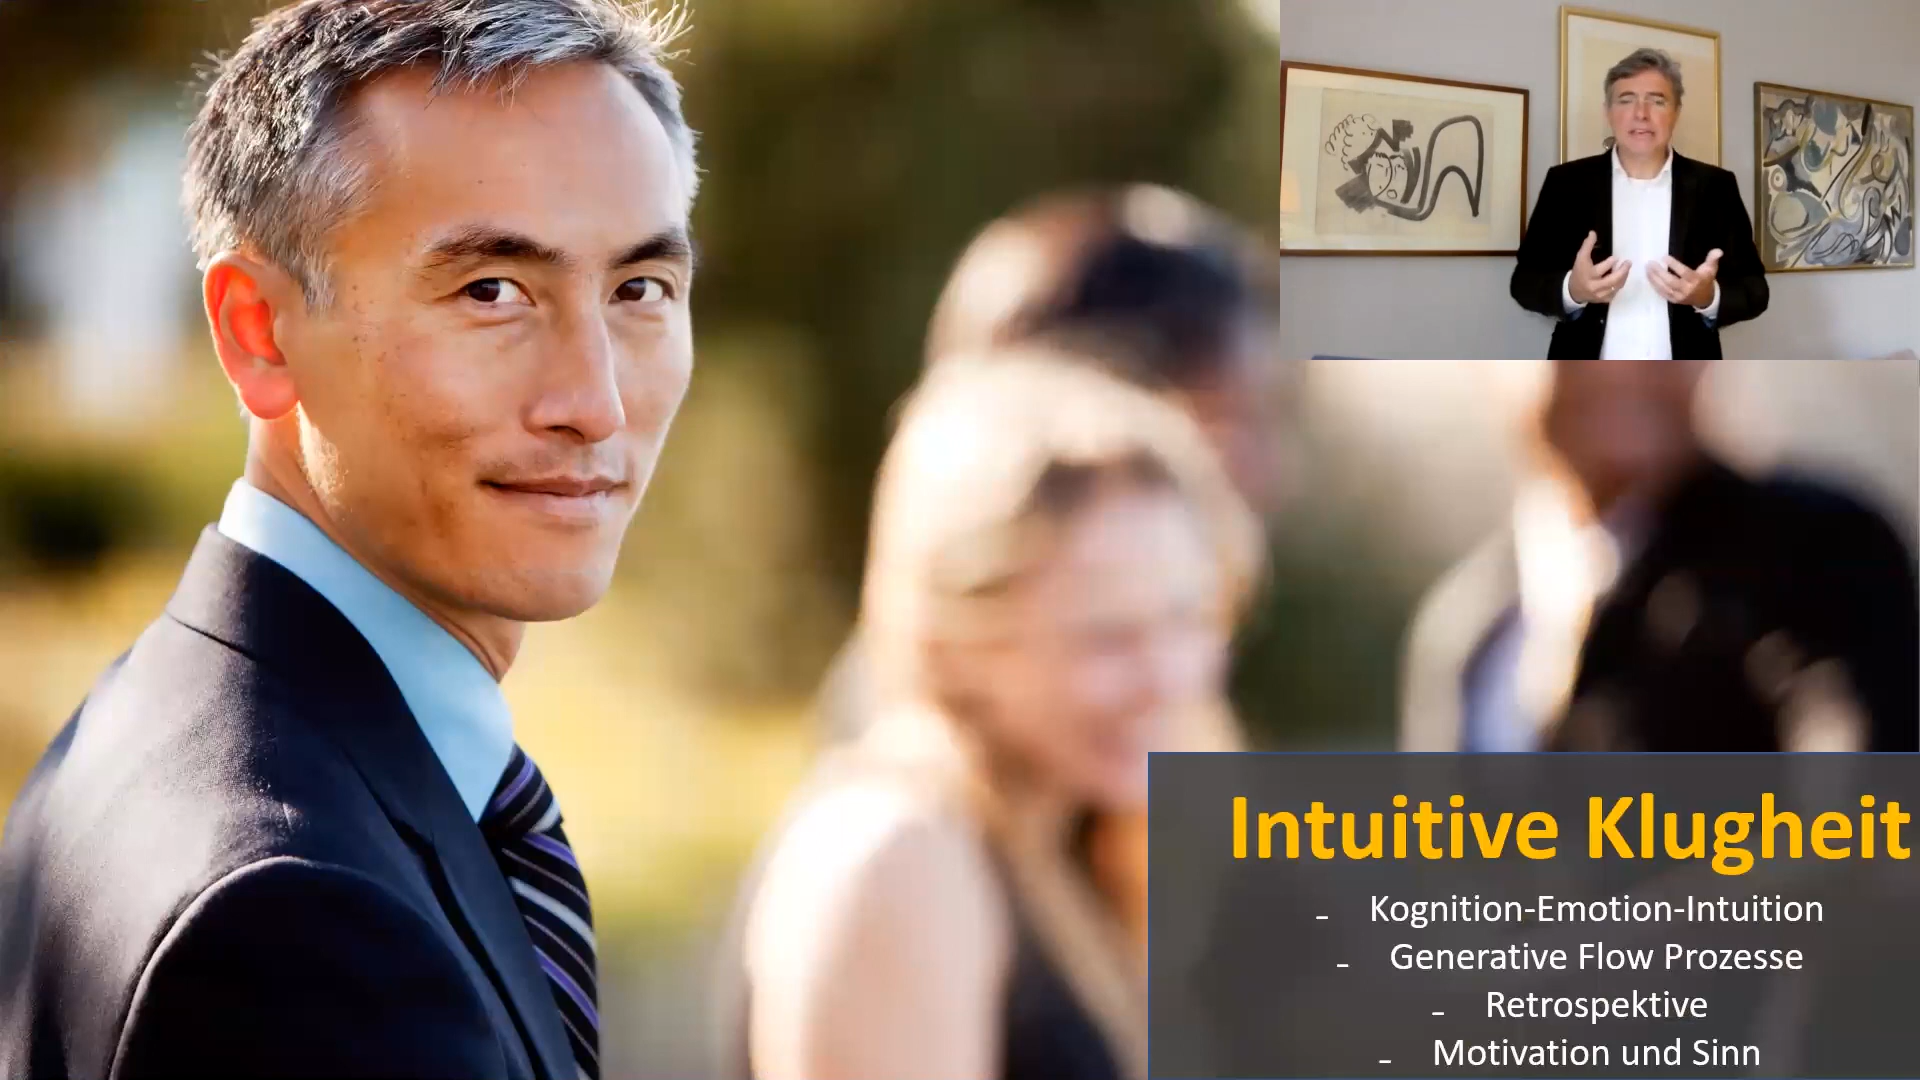 Intuitive Klugheit
- Kognition-Emotion-Intuition
- Generative Flow Prozesse
- Retrospektive
- Motivation und Sinn